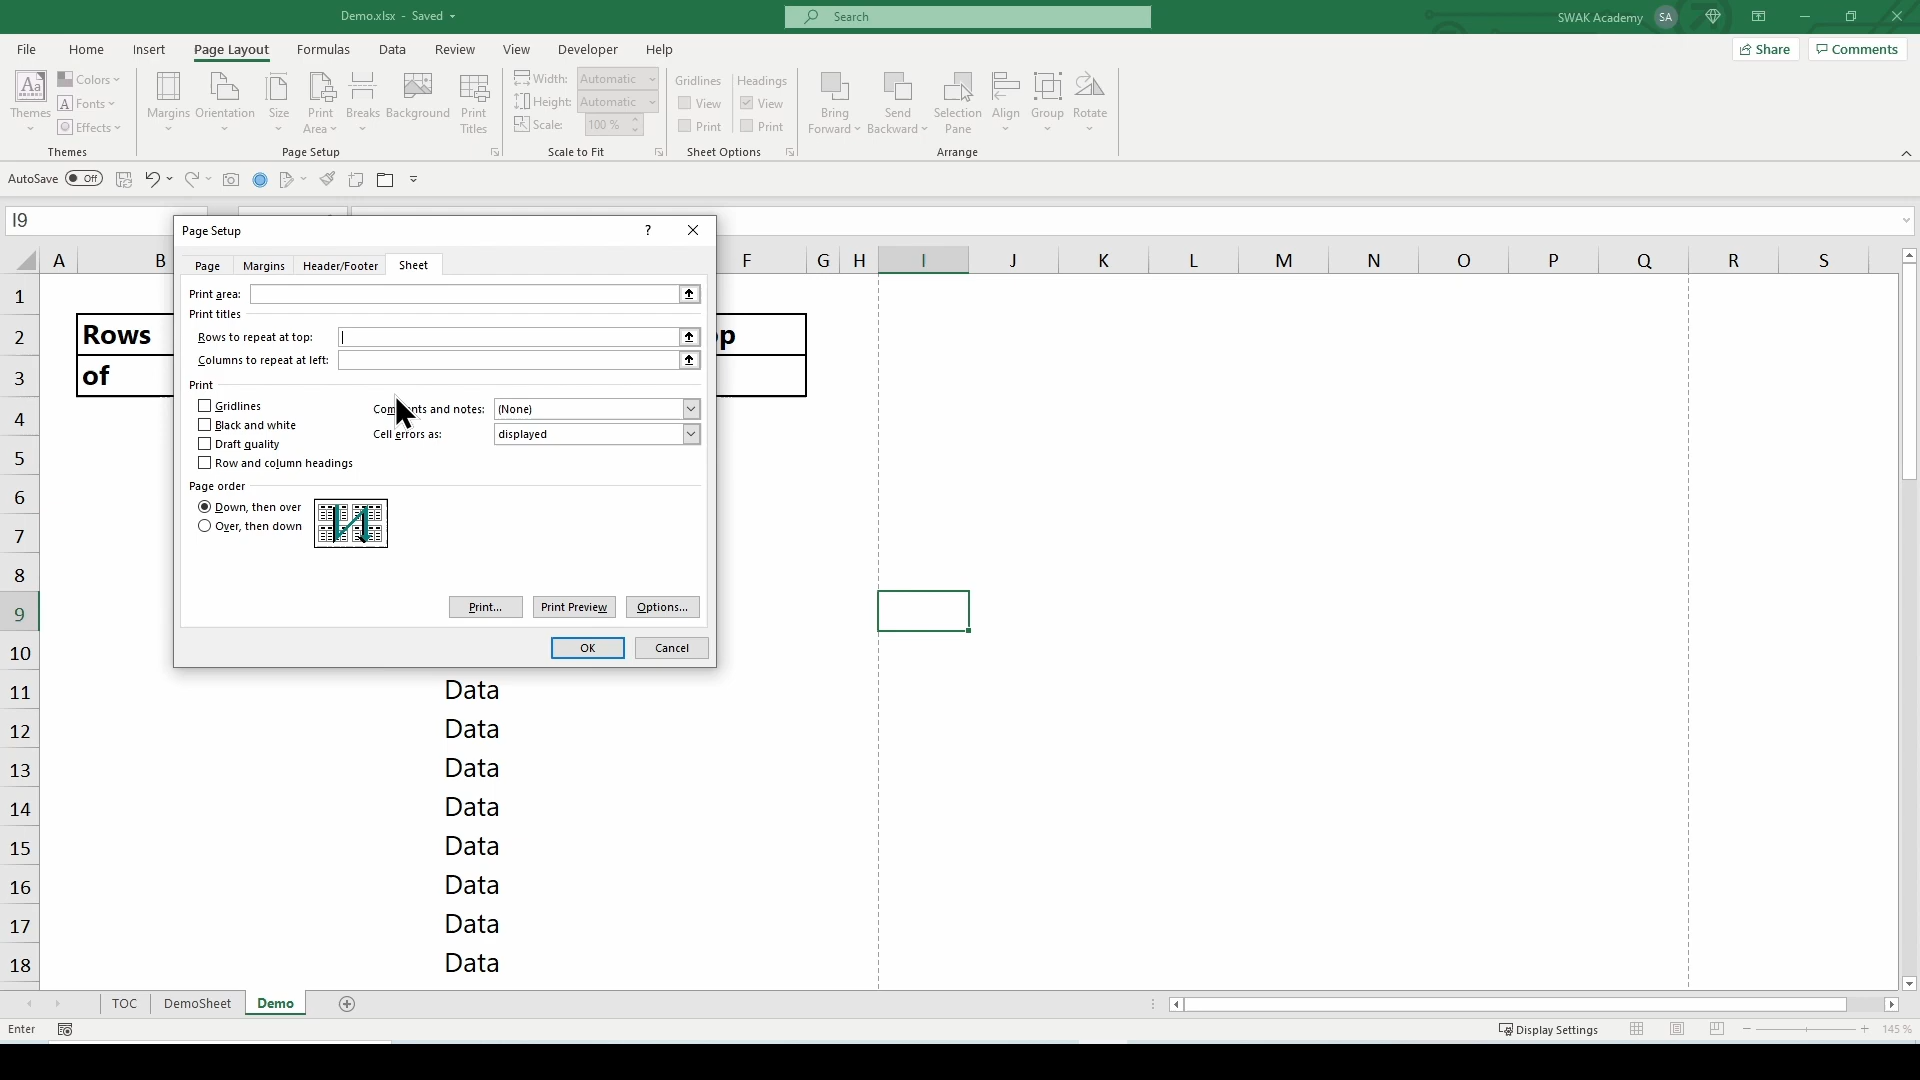 Demo.xlsx - Saved
Search
SWAK Academy SA
File Home Insert Page Layout Formulas Data Review View Developer Help
Share Comments
Themes Colors Fonts Effects
Margins Orientation Size Print Area Breaks Background Print Titles
Width: Automatic
Height: Automatic
Scale: 100 %
Gridlines View Print
Headings View Print
Bring Forward Send Backward Selection Pane Align Group Rotate
Themes Page Setup Scale to Fit Sheet Options Arrange
AutoSave Off
I9
Page Setup ?
Page Margins Header/Footer Sheet
Print area:
Print titles
Rows to repeat at top:
Columns to repeat at left:
Print
Gridlines
Black and white
Draft quality
Row and column headings
Comments and notes: (None)
Cell errors as: displayed
Page order
Down, then over
Over, then down
Print... Print Preview Options...
OK Cancel
A B F G H I J K L M N O P Q R S
1
2 Rows
3 of
4
5
6
7
8
9
10
11 Data
12 Data
13 Data
14 Data
15 Data
16 Data
17 Data
18 Data
TOC DemoSheet Demo
Enter
Display Settings 145 %